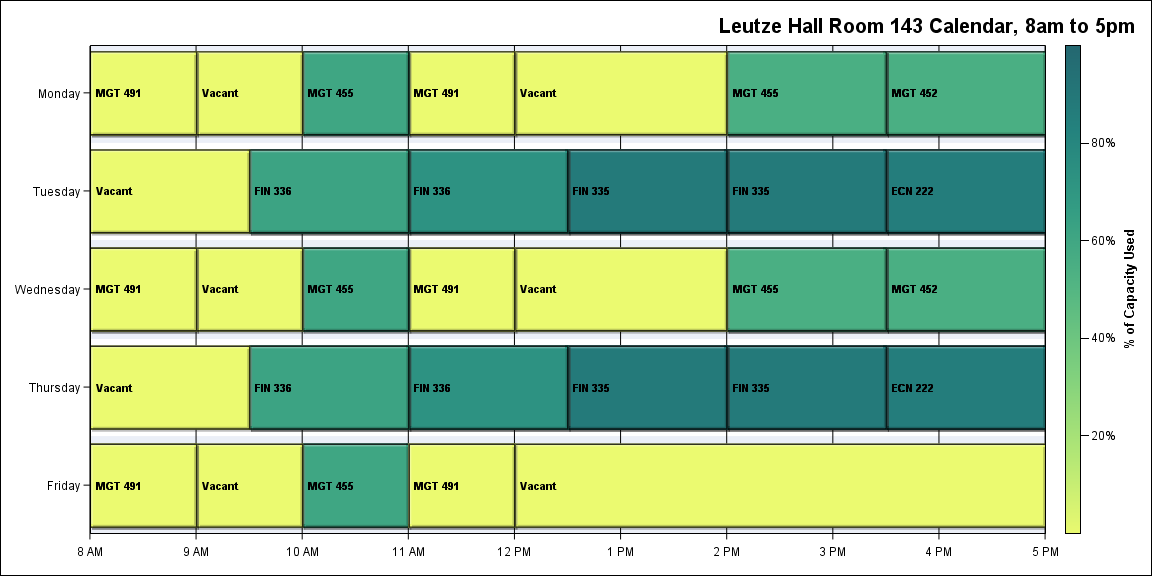 Leutze Hall Room 143 Calendar, 8am to 5pm
Monday
MGT 491
Vacant
MGT 455
MGT 491
Vacant
MGT 455
MGT 452
Tuesday
Vacant
FIN 336
FIN 336
FIN 335
FIN 335
ECN 222
Wednesday
MGT 491
Vacant
MGT 455
MGT 491
Vacant
MGT 455
MGT 452
Thursday
Vacant
FIN 336
FIN 336
FIN 335
FIN 335
ECN 222
Friday
MGT 491
Vacant
MGT 455
MGT 491
Vacant
8 AM
9 AM
10 AM
11 AM
12 PM
1 PM
2 PM
3 PM
4 PM
5 PM
80%
60%
40%
20%
% of Capacity Used